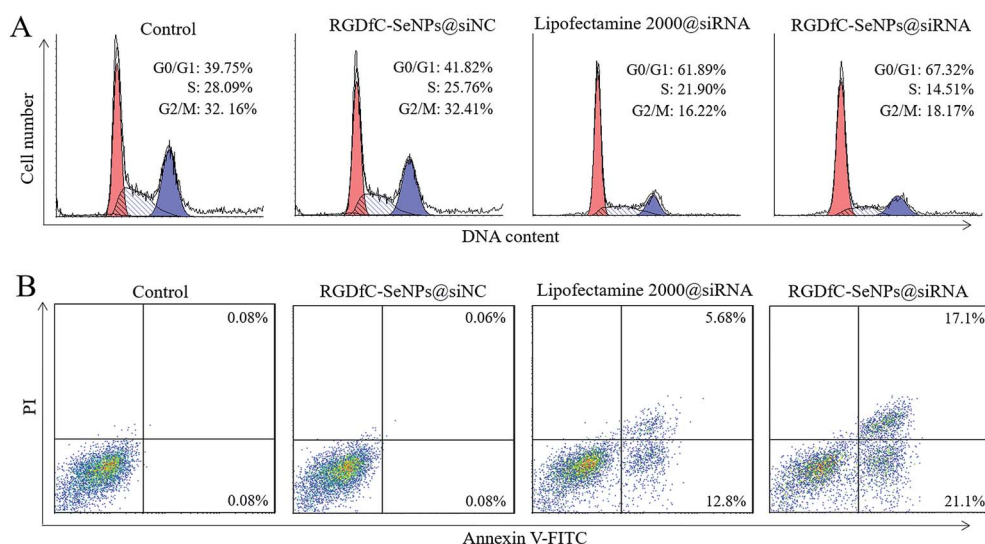 A
Control
RGDfC-SeNPs@siNC
Lipofectamine 2000@siRNA
RGDfC-SeNPs@siRNA
G0/G1: 39.75%
S: 28.09%
G2/M: 32. 16%
G0/G1: 41.82%
S: 25.76%
G2/M: 32.41%
G0/G1: 61.89%
S: 21.90%
G2/M: 16.22%
G0/G1: 67.32%
S: 14.51%
G2/M: 18.17%
Cell number
DNA content
B
Control
RGDfC-SeNPs@siNC
Lipofectamine 2000@siRNA
RGDfC-SeNPs@siRNA
0.08%
0.06%
5.68%
17.1%
PI
0.08%
0.08%
12.8%
21.1%
Annexin V-FITC